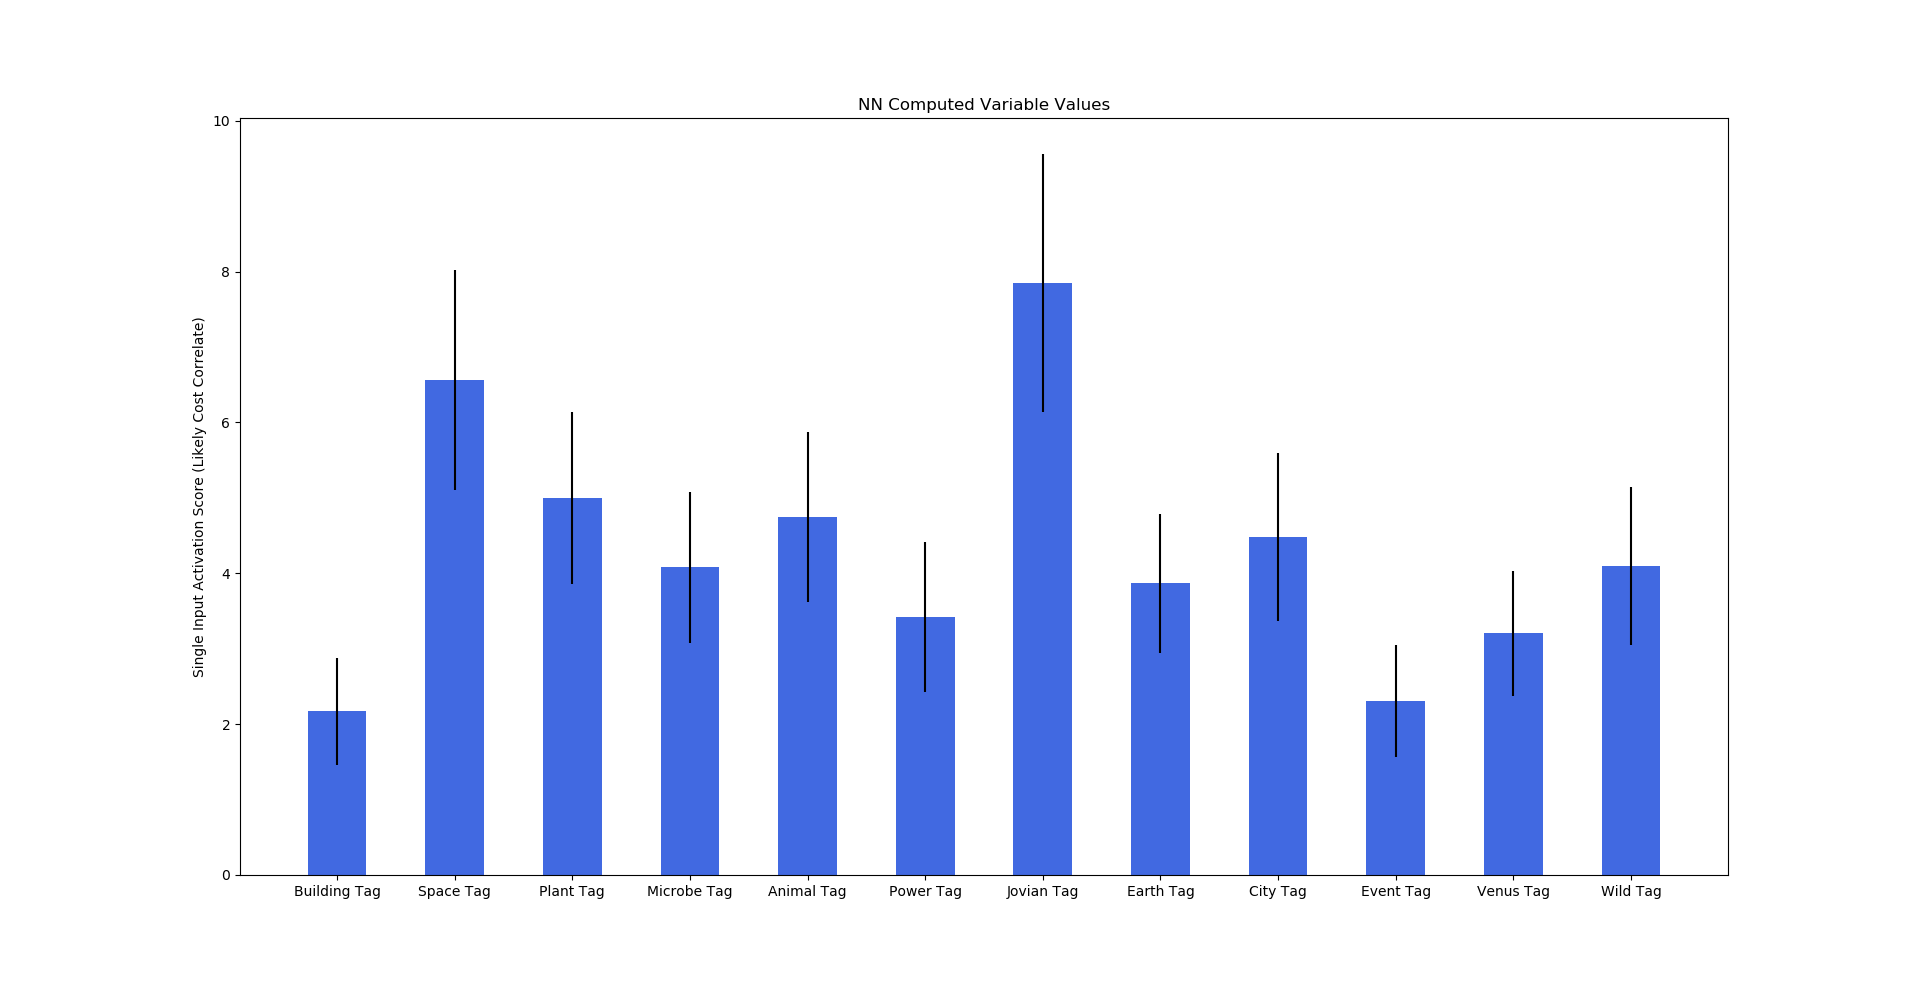 NN Computed Variable Values
Single Input Activation Score (Likely Cost Correlate)
10
8
6
4
2
0
Building Tag
Space Tag
Plant Tag
Microbe Tag
Animal Tag
Power Tag
Jovian Tag
Earth Tag
City Tag
Event Tag
Venus Tag
Wild Tag